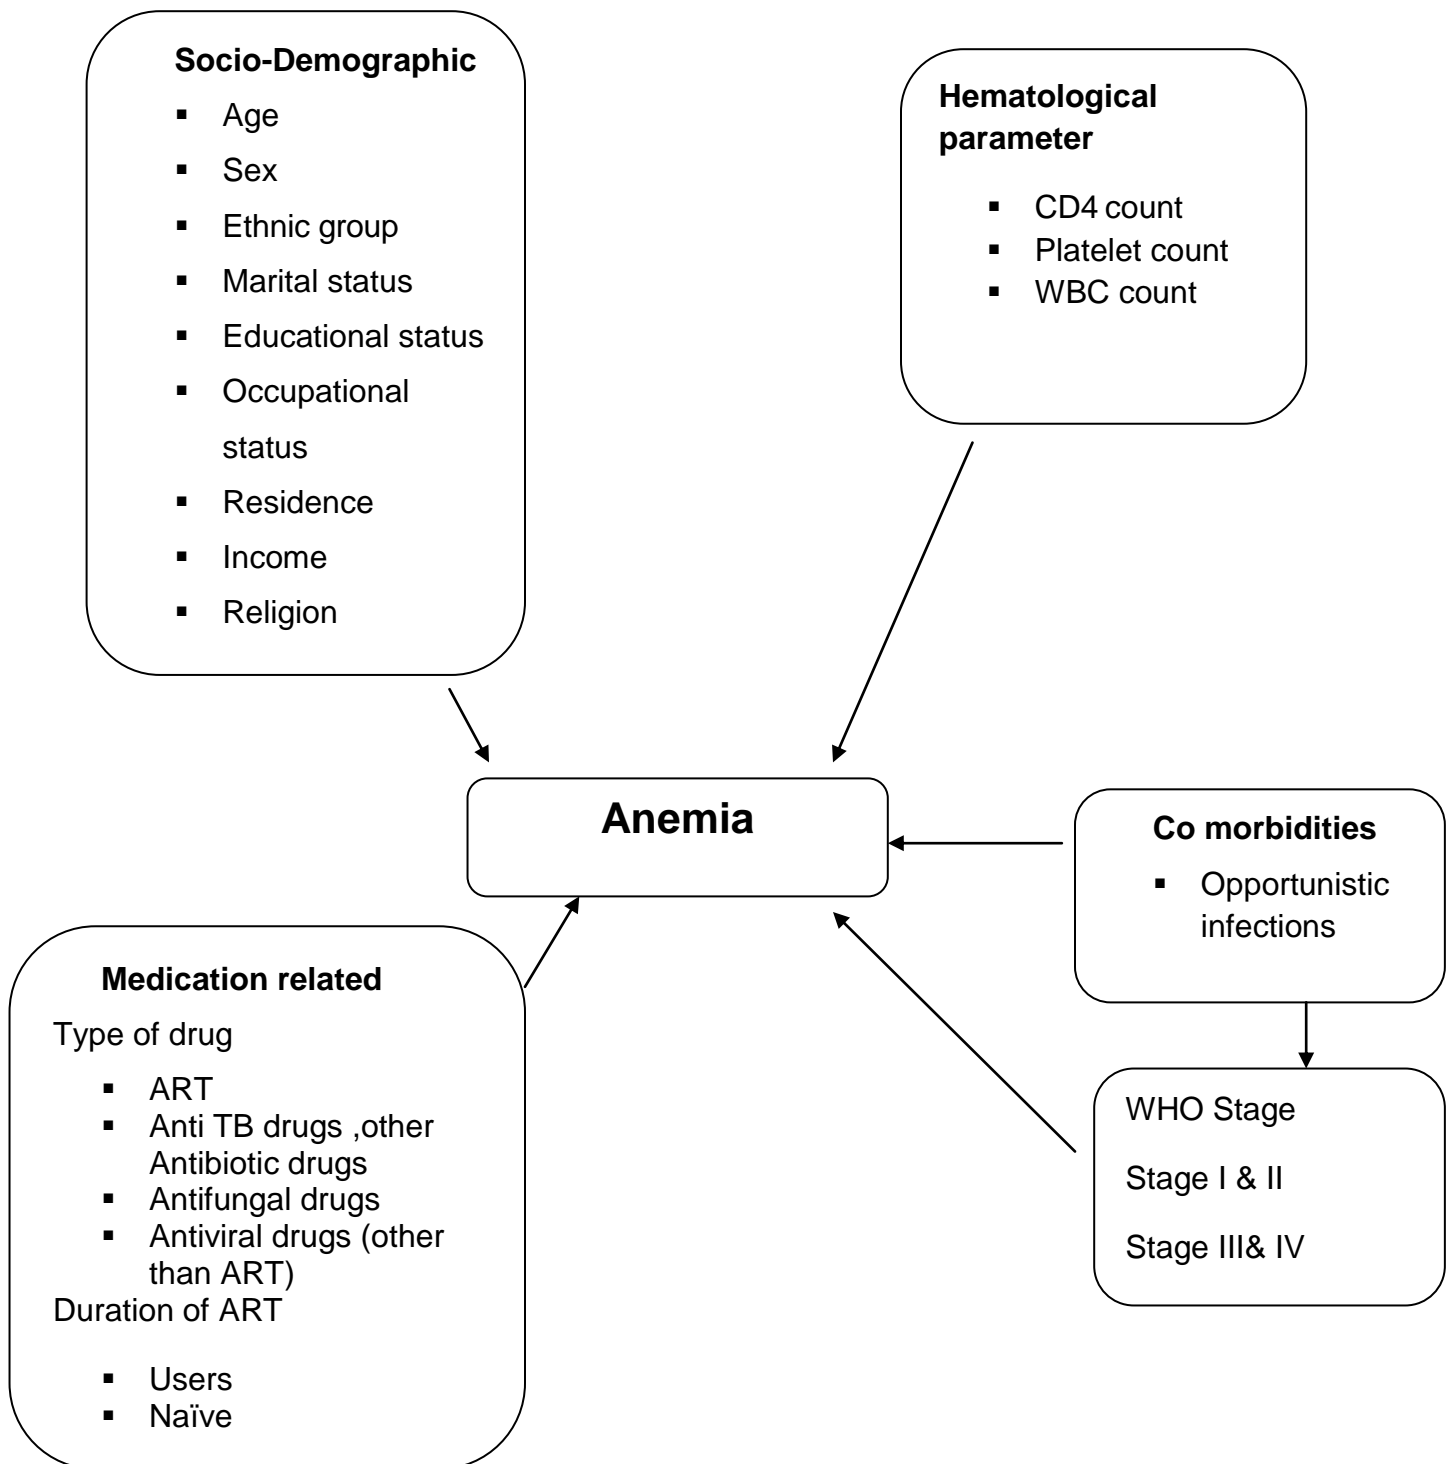 Socio-Demographic
▪ Age
▪ Sex
▪ Ethnic group
▪ Marital status
▪ Educational status
▪ Occupational
status
▪ Residence
▪ Income
▪ Religion
Hematological
parameter
▪ CD4 count
▪ Platelet count
▪ WBC count
Anemia
Co morbidities
▪ Opportunistic
infections
WHO Stage
Stage I & II
Stage III& IV
Medication related
Type of drug
▪ ART
▪ Anti TB drugs ,other
Antibiotic drugs
▪ Antifungal drugs
▪ Antiviral drugs (other
than ART)
Duration of ART
▪ Users
▪ Naïve